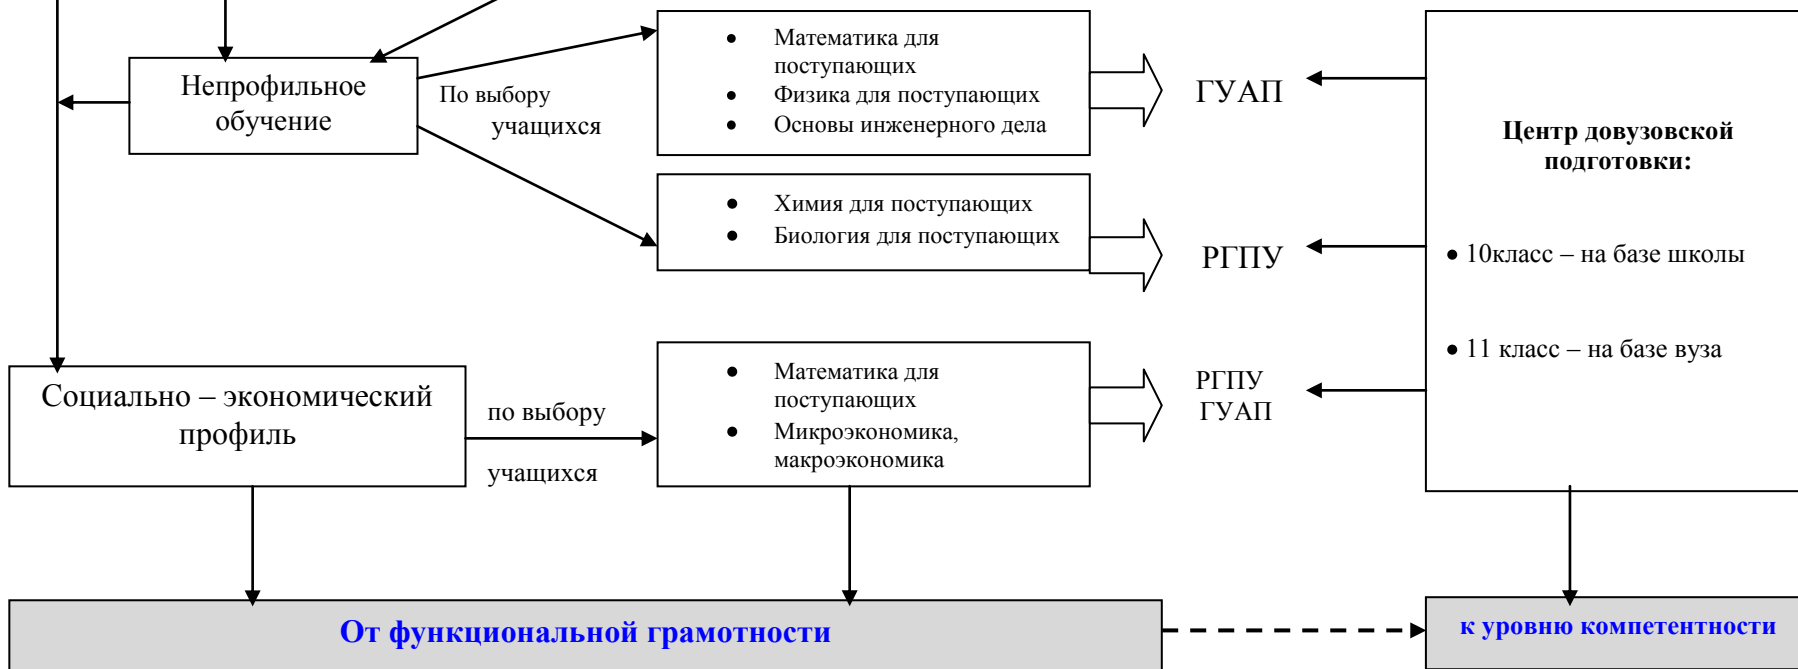 Непрофильное
обучение
По выбору
учащихся
• Математика для
поступающих
• Физика для поступающих
• Основы инженерного дела
ГУАП
• Химия для поступающих
• Биология для поступающих
РГПУ
Центр довузовской
подготовки:
• 10класс – на базе школы
• 11 класс – на базе вуза
Социально – экономический
профиль
по выбору
учащихся
• Математика для
поступающих
• Микроэкономика,
макроэкономика
РГПУ
ГУАП
От функциональной грамотности
к уровню компетентности